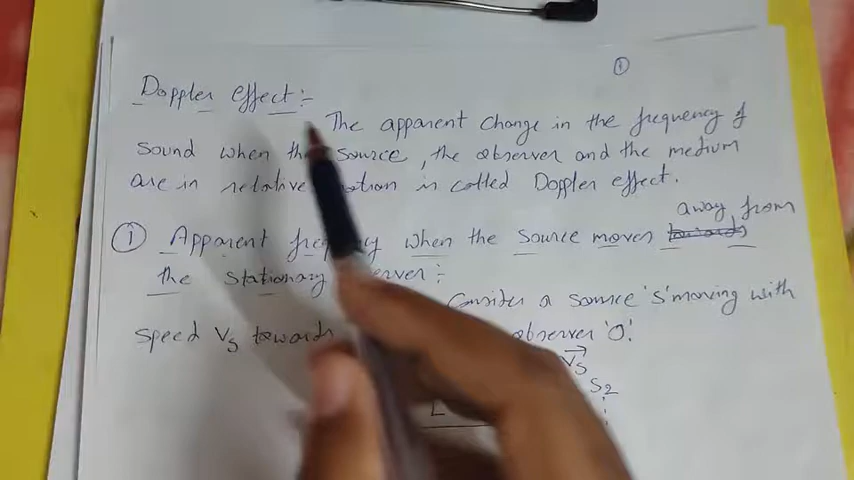 ①
Doppler effect:-
The apparent change in the frequency of
sound when the source, the observer and the medium
are in relative motion is called Doppler effect.
away from
① Apparent frequency when the source moves
the stationary observer:-
Consider a source 's' moving with
speed Vs towards observer 'O'.
Vs
S2
L